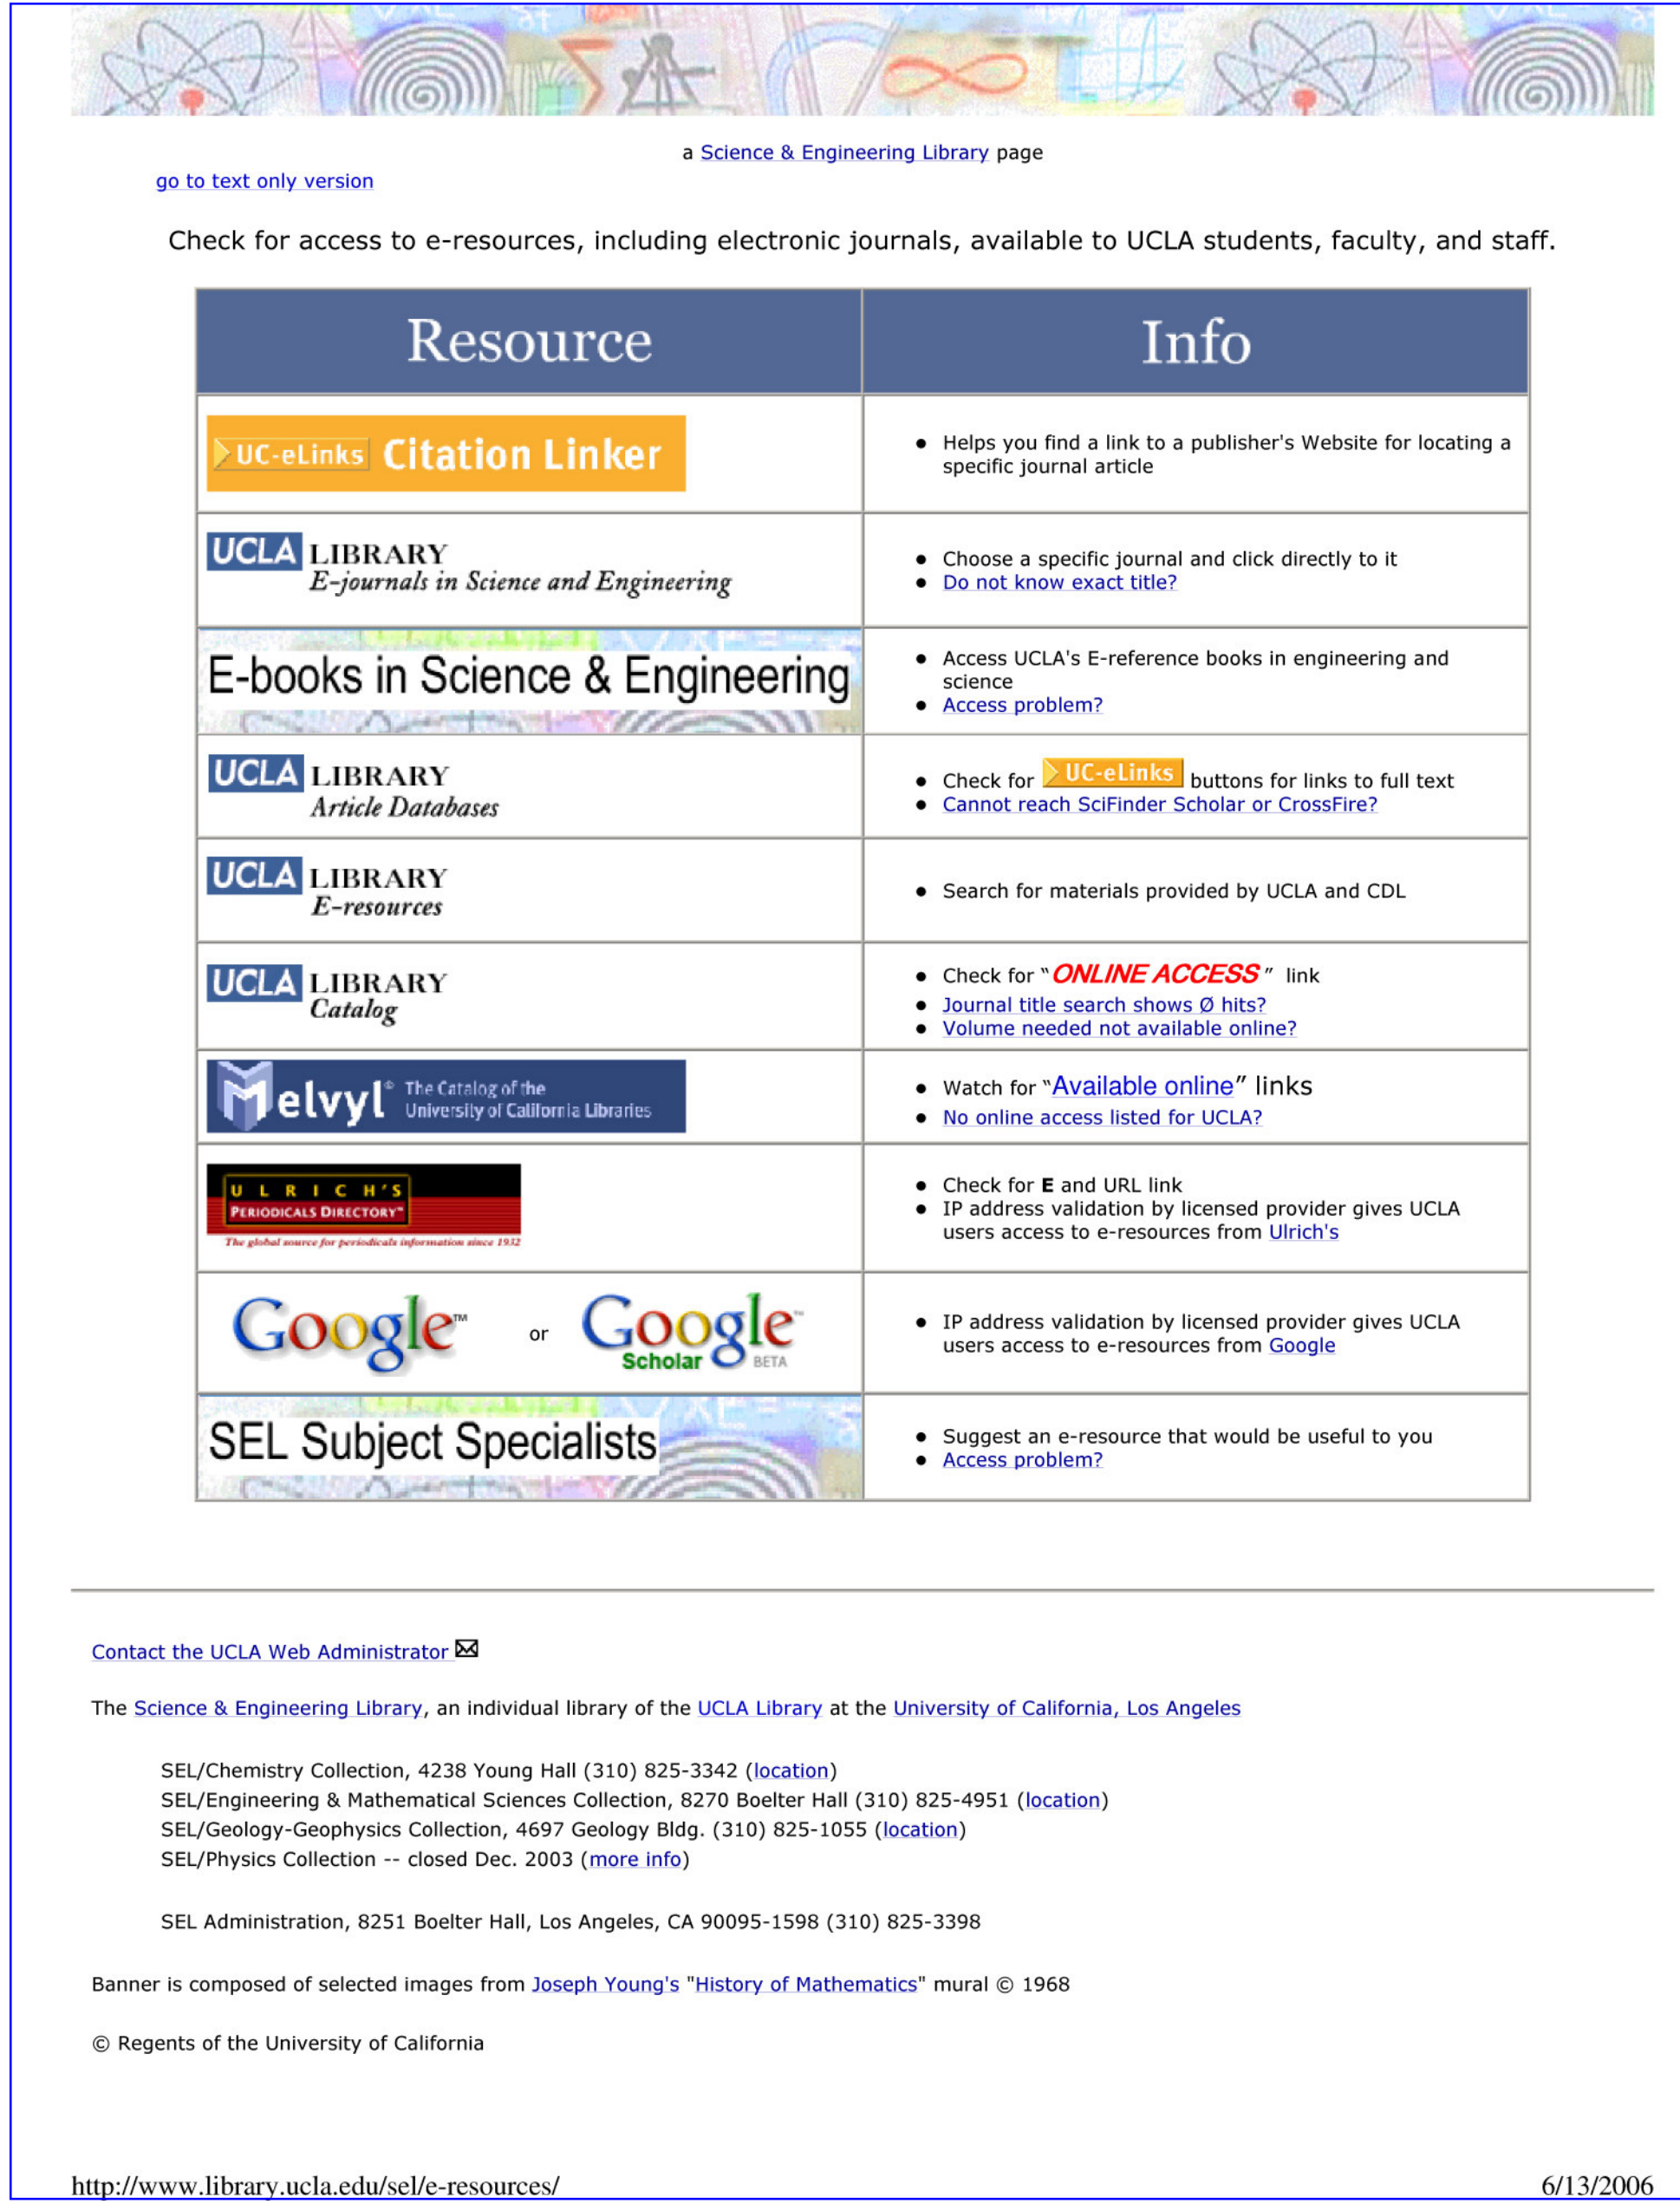 a Science & Engineering Library page
go to text only version
Check for access to e-resources, including electronic journals, available to UCLA students, faculty, and staff.
Resource
Info
UC-eLinks Citation Linker
Helps you find a link to a publisher's Website for locating a
specific journal article
UCLA LIBRARY
E-journals in Science and Engineering
Choose a specific journal and click directly to it
Do not know exact title?
E-books in Science & Engineering
Access UCLA's E-reference books in engineering and
science
Access problem?
UCLA LIBRARY
Article Databases
Check for UC-eLinks buttons for links to full text
Cannot reach SciFinder Scholar or CrossFire?
UCLA LIBRARY
E-resources
Search for materials provided by UCLA and CDL
UCLA LIBRARY
Catalog
Check for "ONLINE ACCESS" link
Journal title search shows Ø hits?
Volume needed not available online?
Melvyl® The Catalog of the
University of California Libraries
Watch for "Available online" links
No online access listed for UCLA?
ULRICH'S
PERIODICALS DIRECTORY™
The global source for periodicals information since 1932
Check for E and URL link
IP address validation by licensed provider gives UCLA
users access to e-resources from Ulrich's
Google™ or Google™
Scholar BETA
IP address validation by licensed provider gives UCLA
users access to e-resources from Google
SEL Subject Specialists
Suggest an e-resource that would be useful to you
Access problem?
Contact the UCLA Web Administrator
The Science & Engineering Library, an individual library of the UCLA Library at the University of California, Los Angeles
SEL/Chemistry Collection, 4238 Young Hall (310) 825-3342 (location)
SEL/Engineering & Mathematical Sciences Collection, 8270 Boelter Hall (310) 825-4951 (location)
SEL/Geology-Geophysics Collection, 4697 Geology Bldg. (310) 825-1055 (location)
SEL/Physics Collection -- closed Dec. 2003 (more info)
SEL Administration, 8251 Boelter Hall, Los Angeles, CA 90095-1598 (310) 825-3398
Banner is composed of selected images from Joseph Young's "History of Mathematics" mural © 1968
© Regents of the University of California
http://www.library.ucla.edu/sel/e-resources/
6/13/2006